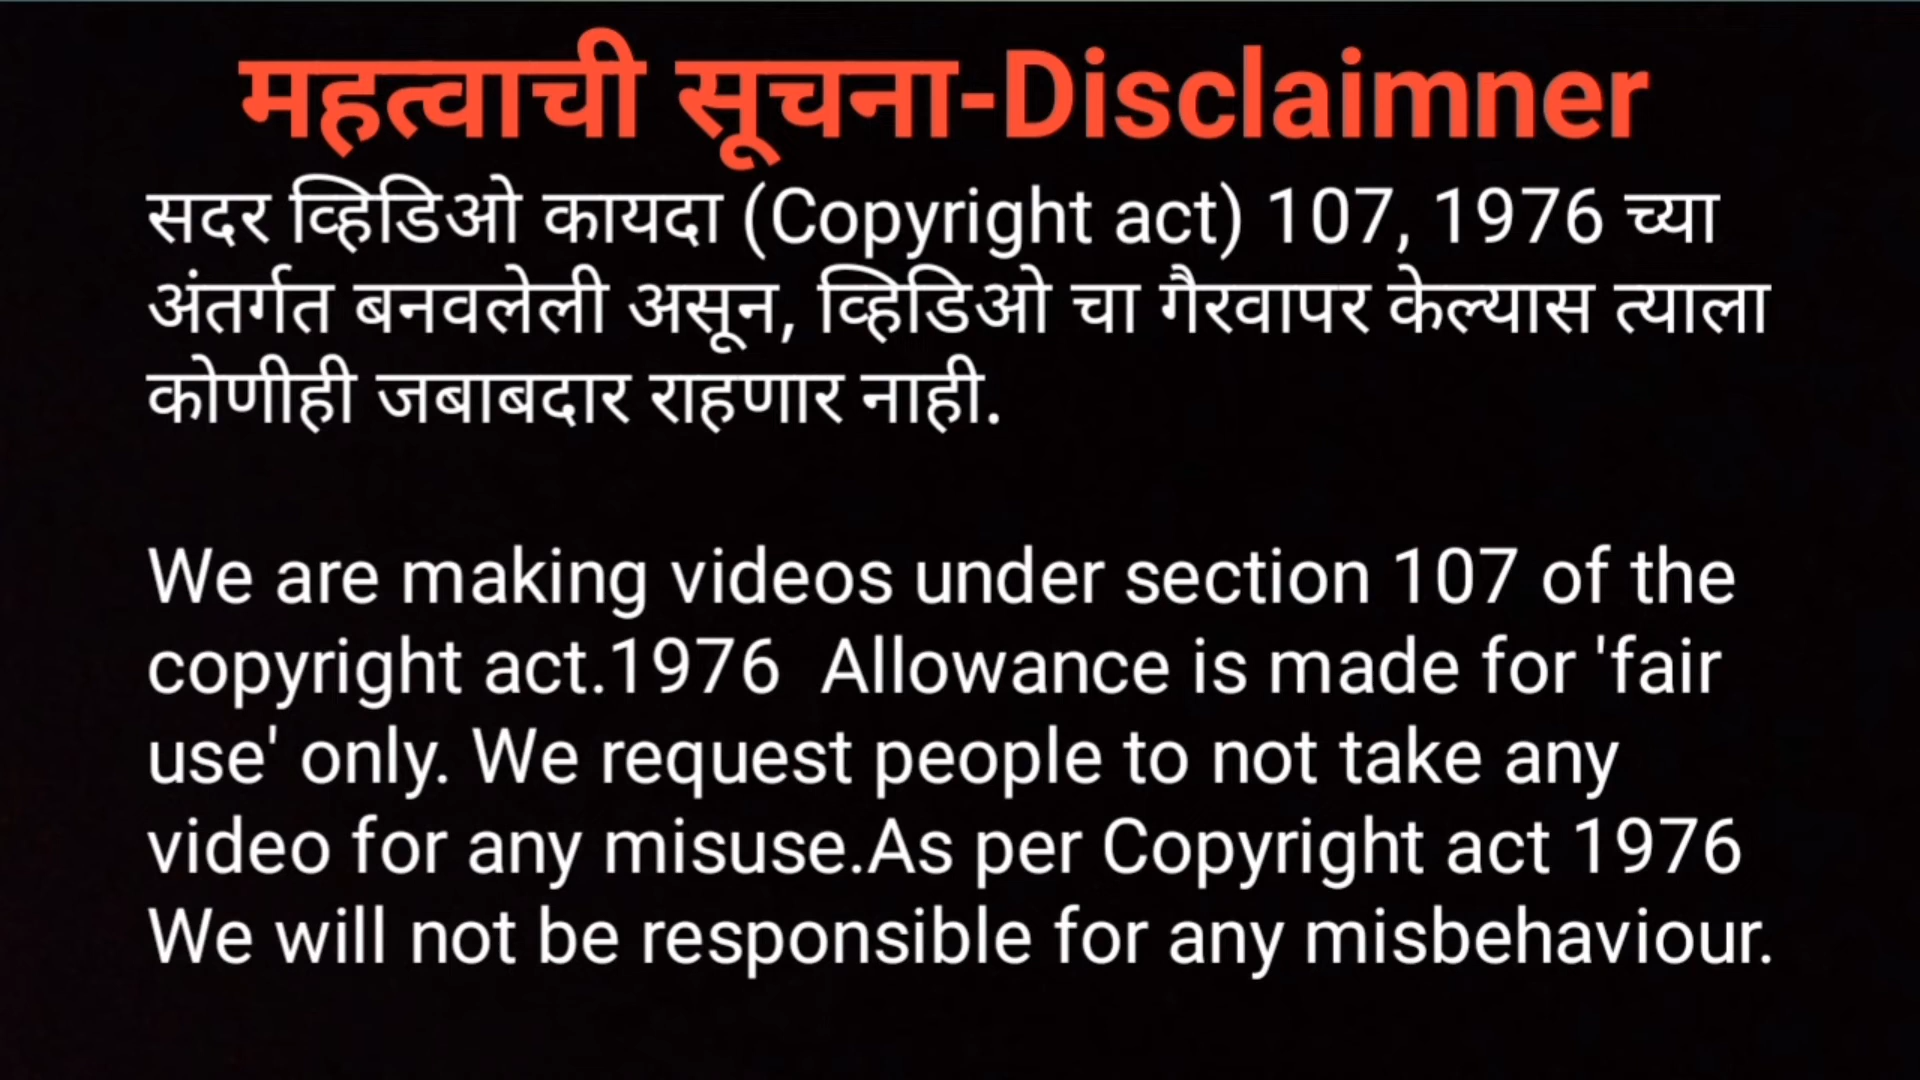 महत्वाची सूचना-Disclaimner
सदर व्हिडिओ कायदा (Copyright act) 107, 1976 च्या
अंतर्गत बनवलेली असून, व्हिडिओ चा गैरवापर केल्यास त्याला
कोणीही जबाबदार राहणार नाही.
We are making videos under section 107 of the
copyright act.1976  Allowance is made for 'fair
use' only. We request people to not take any
video for any misuse.As per Copyright act 1976
We will not be responsible for any misbehaviour.